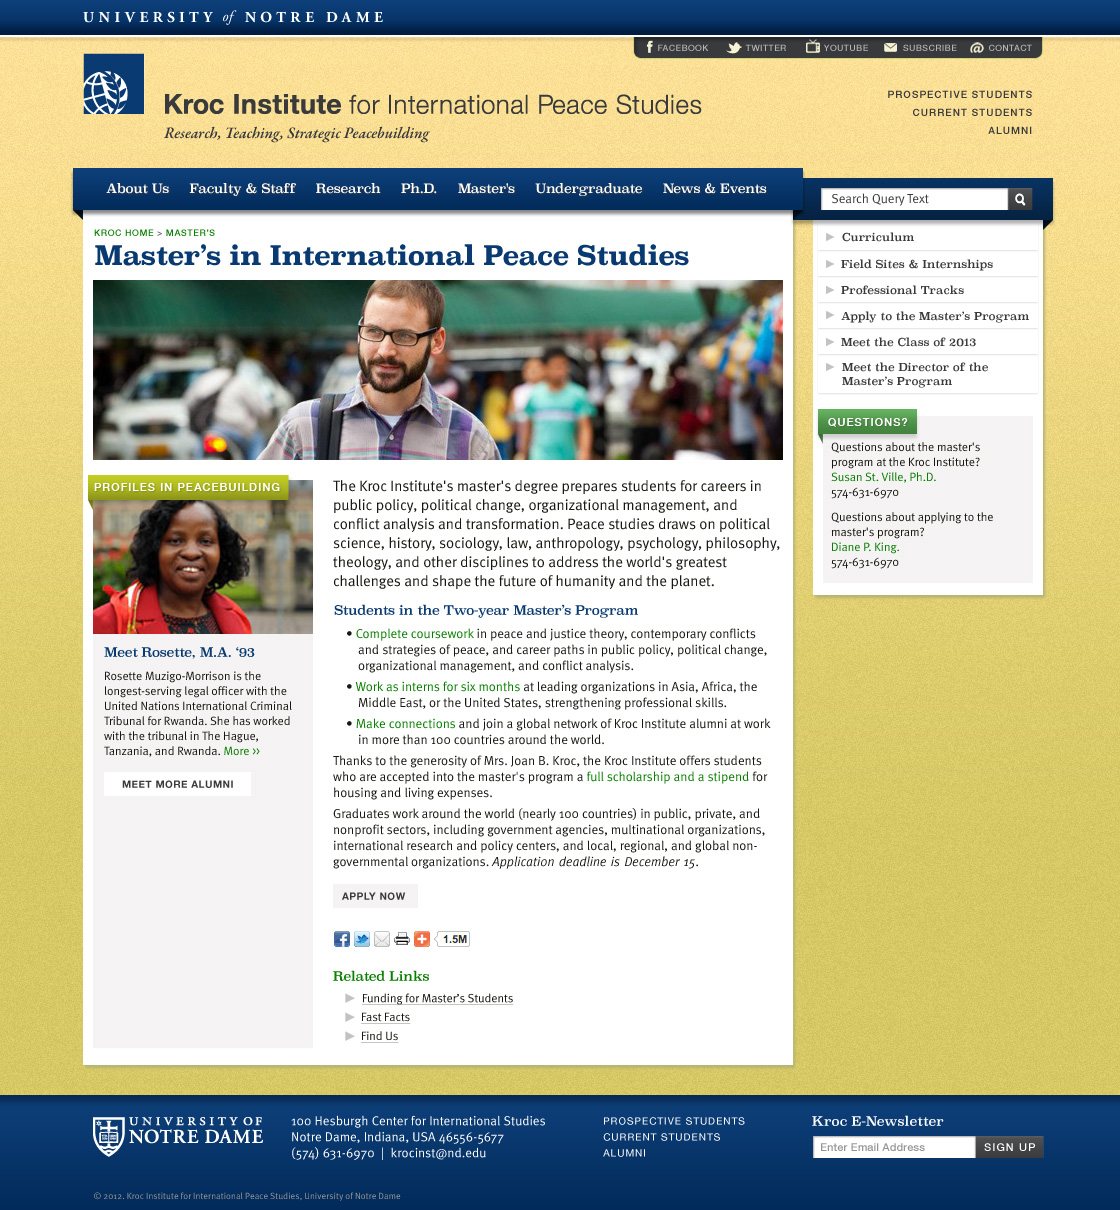 UNIVERSITY of NOTRE DAME
FACEBOOK TWITTER YOUTUBE SUBSCRIBE CONTACT
Kroc Institute for International Peace Studies
Research, Teaching, Strategic Peacebuilding
PROSPECTIVE STUDENTS
CURRENT STUDENTS
ALUMNI
About Us Faculty & Staff Research Ph.D. Master's Undergraduate News & Events
Search Query Text
KROC HOME > MASTER'S
Master's in International Peace Studies
Curriculum
Field Sites & Internships
Professional Tracks
Apply to the Master's Program
Meet the Class of 2013
Meet the Director of the
Master's Program
QUESTIONS?
Questions about the master's
program at the Kroc Institute?
Susan St. Ville, Ph.D.
574-631-6970
Questions about applying to the
master's program?
Diane P. King.
574-631-6970
PROFILES IN PEACEBUILDING
Meet Rosette, M.A. ‘93
Rosette Muzigo-Morrison is the
longest-serving legal officer with the
United Nations International Criminal
Tribunal for Rwanda. She has worked
with the tribunal in The Hague,
Tanzania, and Rwanda. More >>
MEET MORE ALUMNI
The Kroc Institute's master's degree prepares students for careers in
public policy, political change, organizational management, and
conflict analysis and transformation. Peace studies draws on political
science, history, sociology, law, anthropology, psychology, philosophy,
theology, and other disciplines to address the world's greatest
challenges and shape the future of humanity and the planet.
Students in the Two-year Master's Program
• Complete coursework in peace and justice theory, contemporary conflicts
and strategies of peace, and career paths in public policy, political change,
organizational management, and conflict analysis.
• Work as interns for six months at leading organizations in Asia, Africa, the
Middle East, or the United States, strengthening professional skills.
• Make connections and join a global network of Kroc Institute alumni at work
in more than 100 countries around the world.
Thanks to the generosity of Mrs. Joan B. Kroc, the Kroc Institute offers students
who are accepted into the master's program a full scholarship and a stipend for
housing and living expenses.
Graduates work around the world (nearly 100 countries) in public, private, and
nonprofit sectors, including government agencies, multinational organizations,
international research and policy centers, and local, regional, and global non-
governmental organizations. Application deadline is December 15.
APPLY NOW
1.5M
Related Links
Funding for Master's Students
Fast Facts
Find Us
UNIVERSITY OF
NOTRE DAME
100 Hesburgh Center for International Studies
Notre Dame, Indiana, USA 46556-5677
(574) 631-6970 | krocinst@nd.edu
PROSPECTIVE STUDENTS
CURRENT STUDENTS
ALUMNI
Kroc E-Newsletter
Enter Email Address SIGN UP
© 2012. Kroc Institute for International Peace Studies, University of Notre Dame